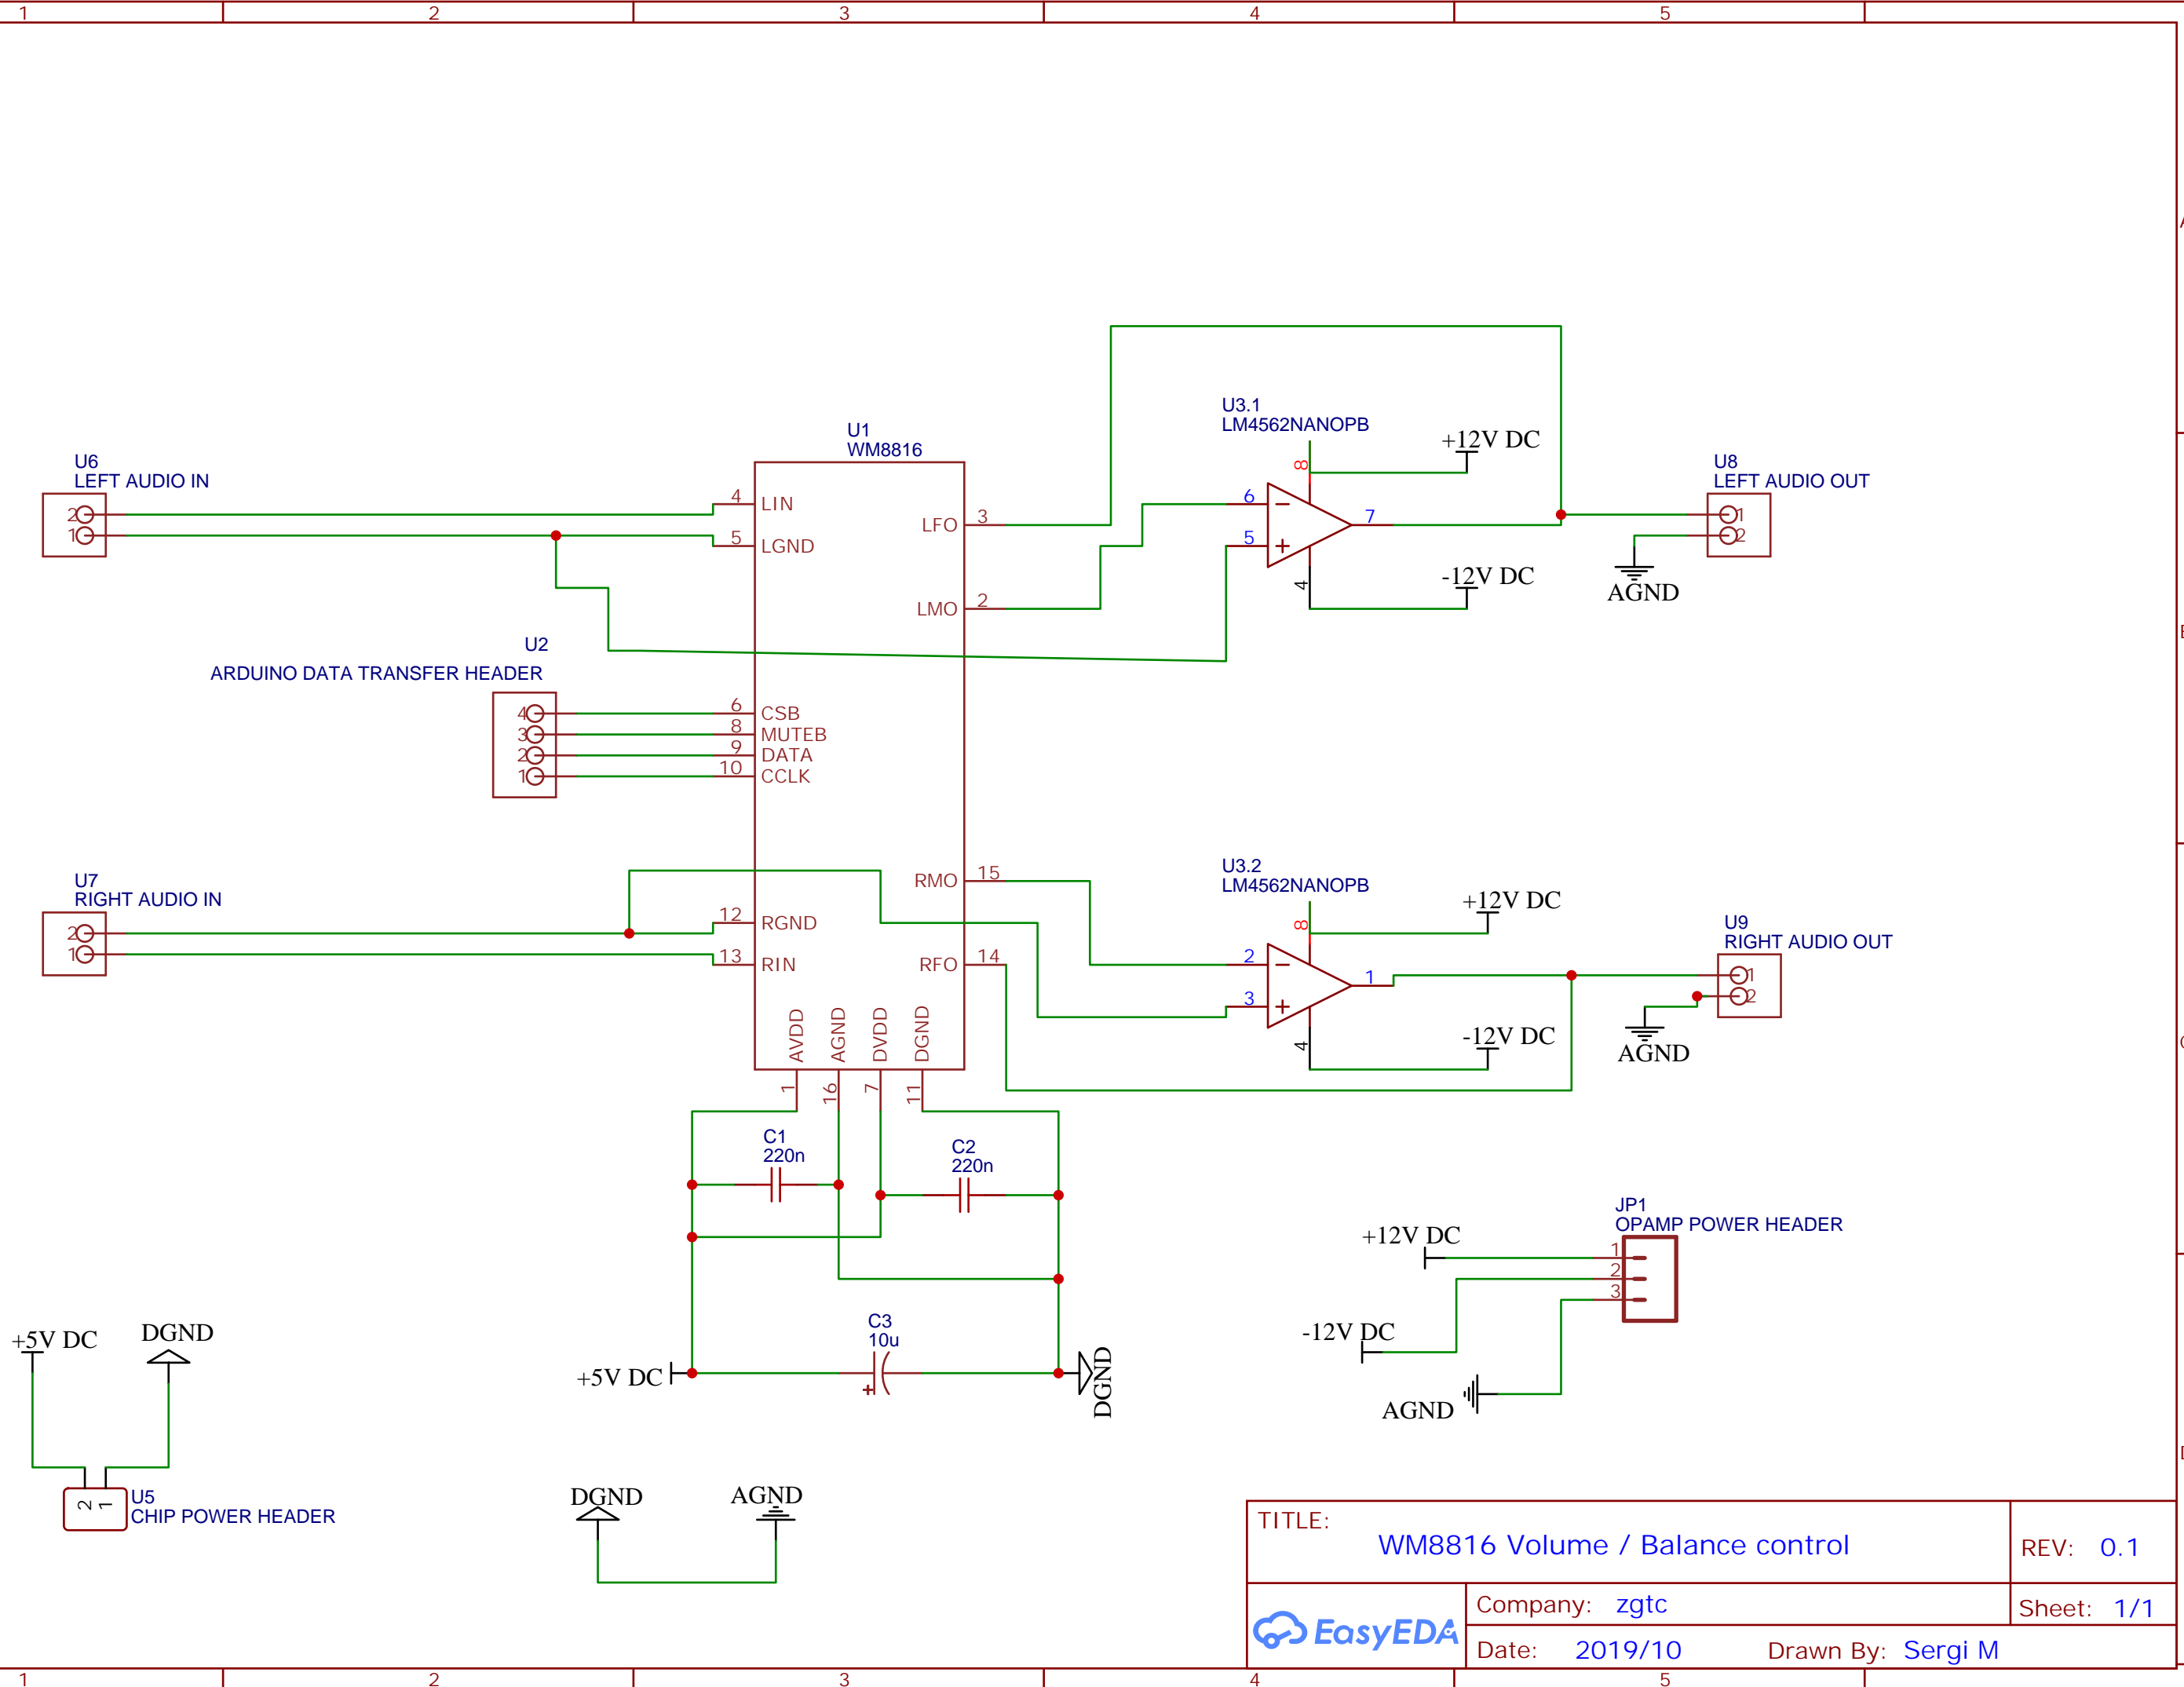 1 2 3 4 5
U6
LEFT AUDIO IN
2
1
U1
WM8816
4 LIN
5 LGND
LFO 3
LMO 2
U3.1
LM4562NANOPB
+12V DC
8
6
5
7
4
-12V DC
U8
LEFT AUDIO OUT
1
2
AGND
U2
ARDUINO DATA TRANSFER HEADER
4
3
2
1
6 CSB
8 MUTEB
9 DATA
10 CCLK
U7
RIGHT AUDIO IN
2
1
12 RGND
13 RIN
RMO 15
RFO 14
AVDD
AGND
DVDD
DGND
1
16
7
11
U3.2
LM4562NANOPB
+12V DC
8
2
3
1
4
-12V DC
U9
RIGHT AUDIO OUT
1
2
AGND
C1
220n
C2
220n
C3
10u
+
+5V DC
DGND
JP1
OPAMP POWER HEADER
+12V DC
1
2
3
-12V DC
AGND
+5V DC
DGND
2
1
U5
CHIP POWER HEADER
DGND
AGND
TITLE:
WM8816 Volume / Balance control
REV: 0.1
EasyEDA
Company: zgtc
Sheet: 1/1
Date: 2019/10
Drawn By: Sergi M
1 2 3 4 5